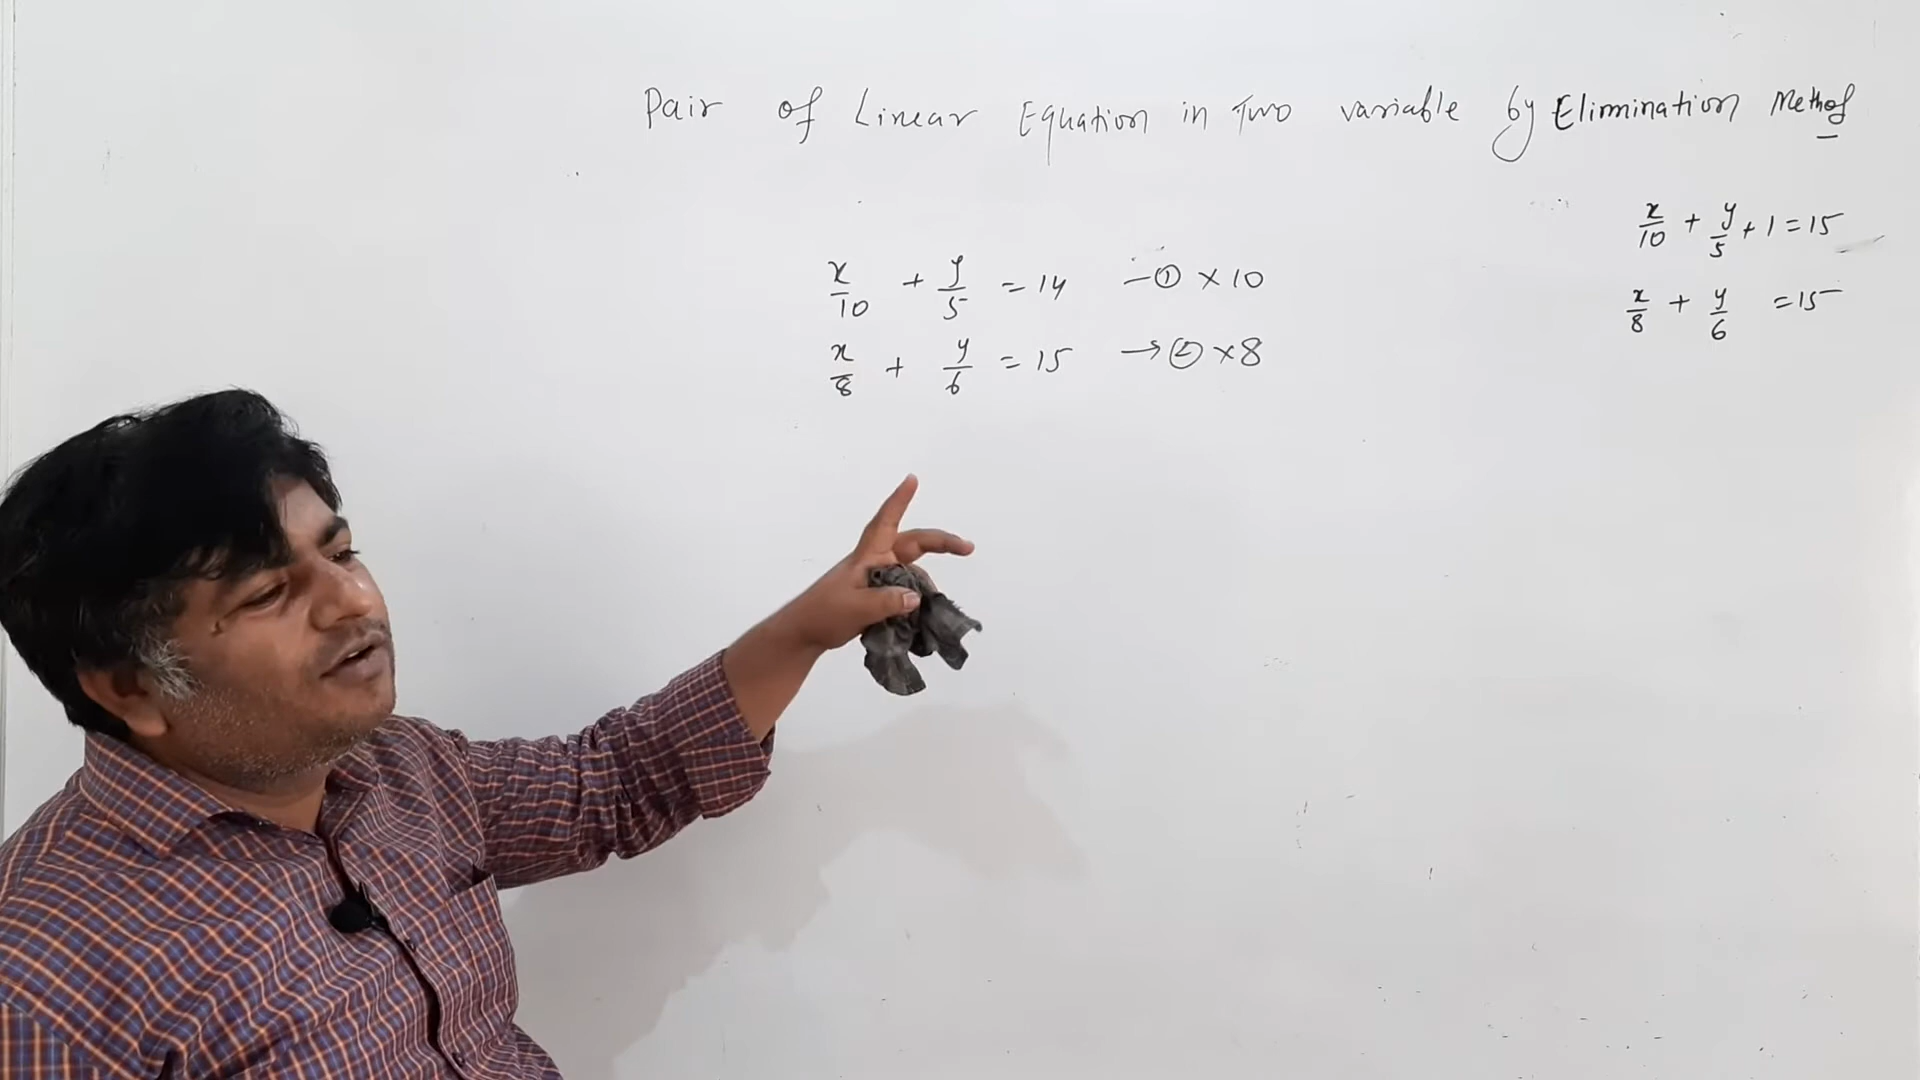 Pair of Linear Equation in Two variable by Elimination Method
x/10 + y/5 + 1 = 15
x/8 + y/6 = 15
x/10 + y/5 = 14 — ① × 10
x/8 + y/6 = 15 → ② × 8